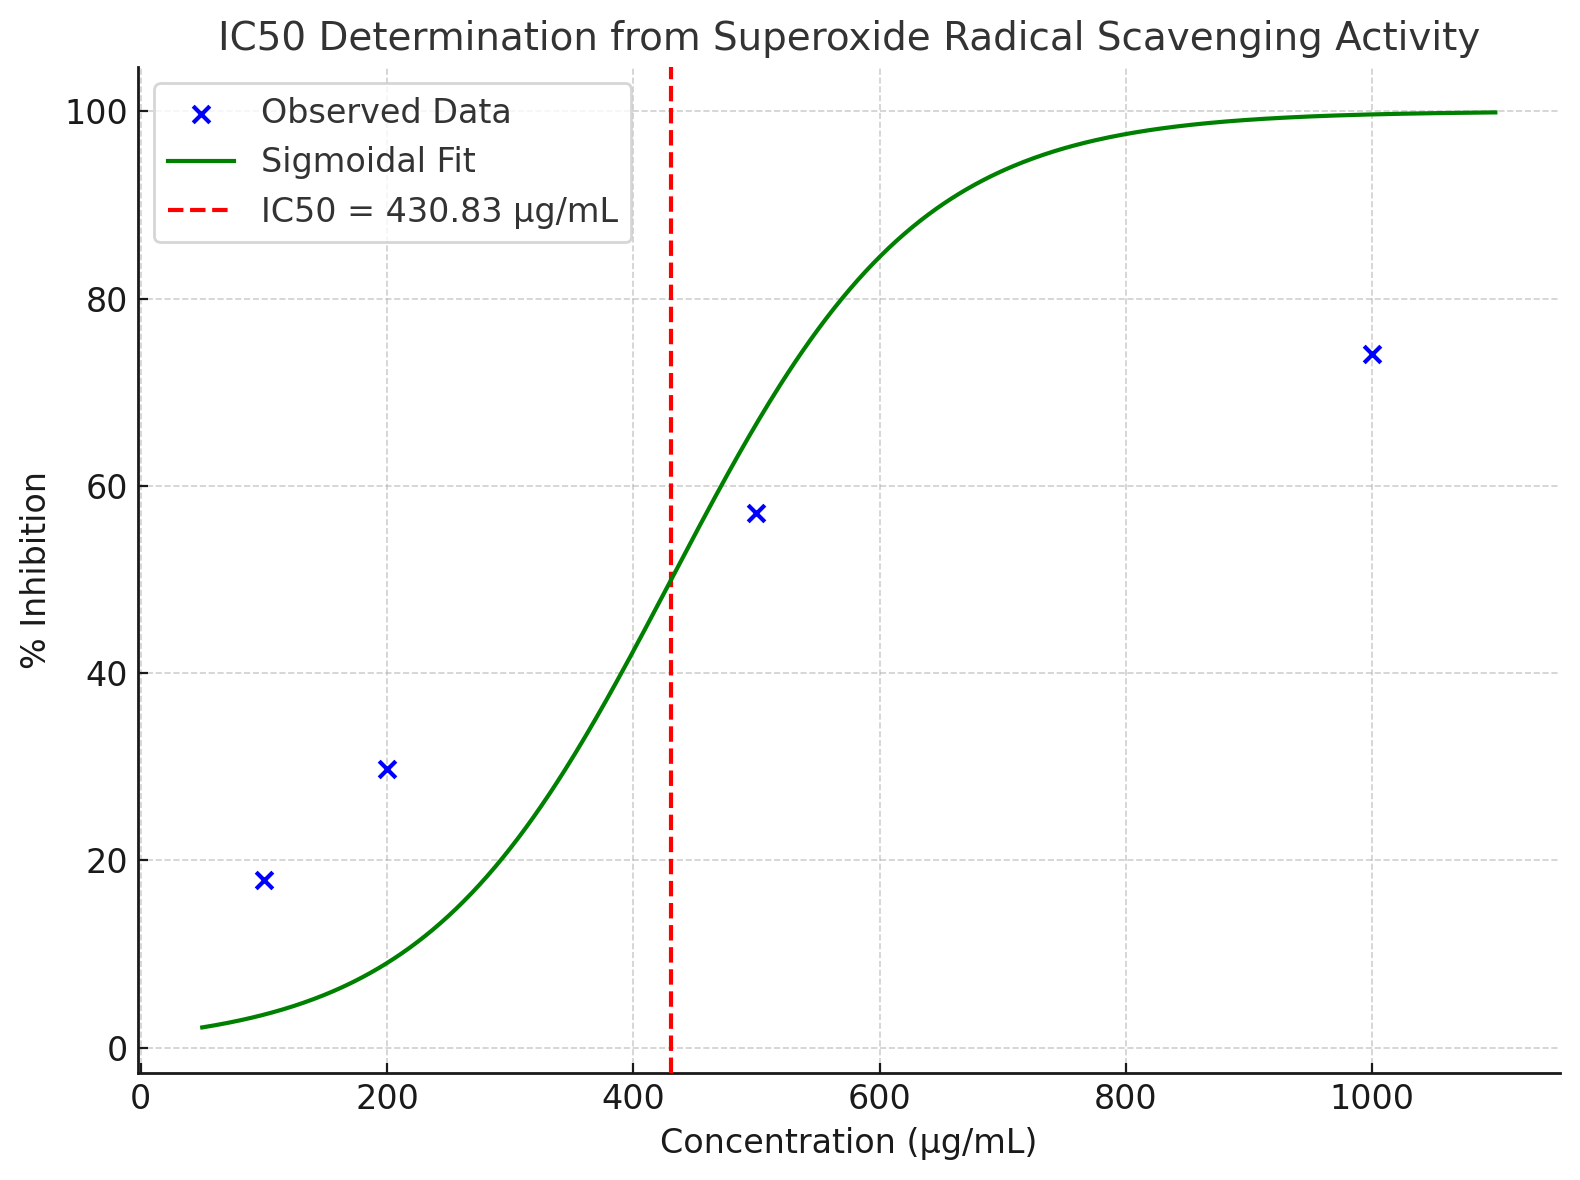 IC50 Determination from Superoxide Radical Scavenging Activity
Observed Data
Sigmoidal Fit
IC50 = 430.83 µg/mL
100
80
60
40
20
0
% Inhibition
0 200 400 600 800 1000
Concentration (µg/mL)